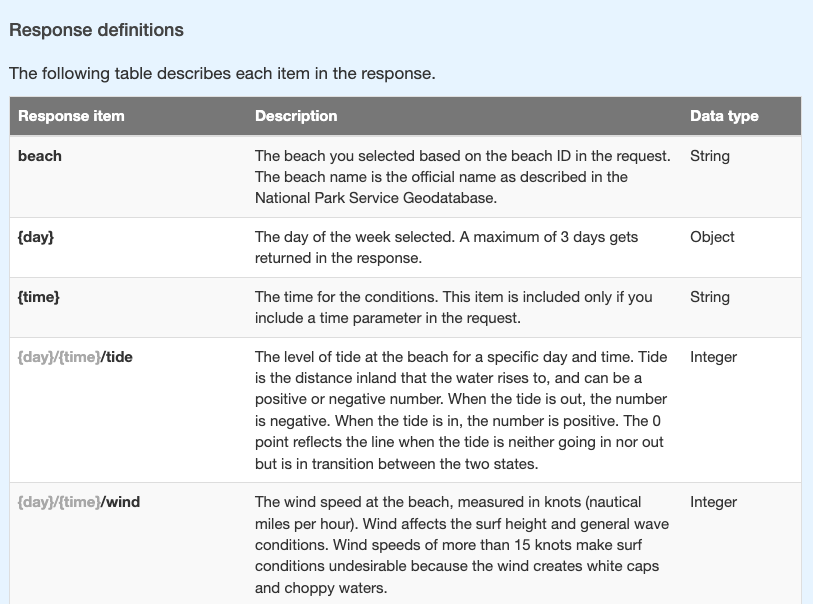 Response definitions
The following table describes each item in the response.
Response item Description Data type
beach The beach you selected based on the beach ID in the request. String
The beach name is the official name as described in the
National Park Service Geodatabase.
{day} The day of the week selected. A maximum of 3 days gets Object
returned in the response.
{time} The time for the conditions. This item is included only if you String
include a time parameter in the request.
{day}/{time}/tide The level of tide at the beach for a specific day and time. Tide Integer
is the distance inland that the water rises to, and can be a
positive or negative number. When the tide is out, the number
is negative. When the tide is in, the number is positive. The 0
point reflects the line when the tide is neither going in nor out
but is in transition between the two states.
{day}/{time}/wind The wind speed at the beach, measured in knots (nautical Integer
miles per hour). Wind affects the surf height and general wave
conditions. Wind speeds of more than 15 knots make surf
conditions undesirable because the wind creates white caps
and choppy waters.